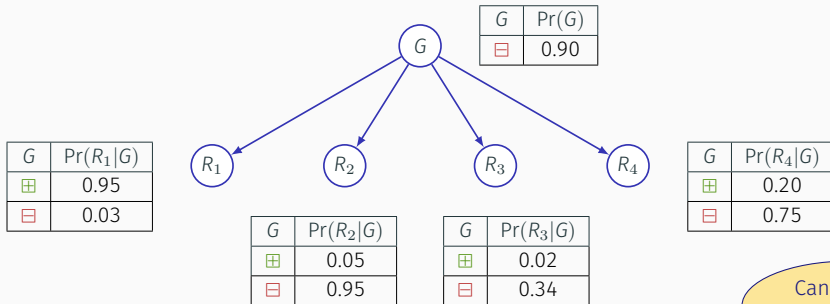 G Pr(G)
⊟ 0.90
G
R₁ R₂ R₃ R₄
G Pr(R₁|G)
⊞ 0.95
⊟ 0.03
G Pr(R₂|G)
⊞ 0.05
⊟ 0.95
G Pr(R₃|G)
⊞ 0.02
⊟ 0.34
G Pr(R₄|G)
⊞ 0.20
⊟ 0.75
Can